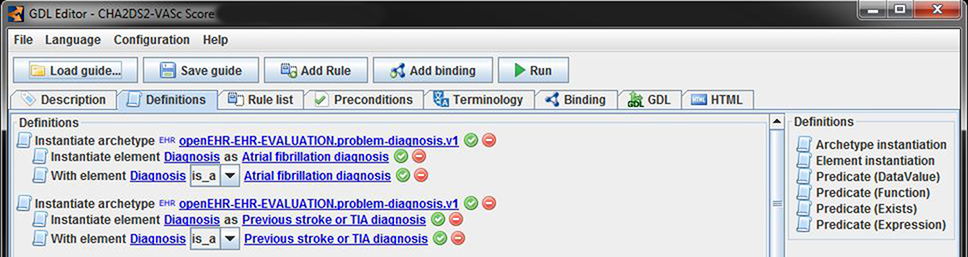 GDL Editor - CHA2DS2-VASc Score
File Language Configuration Help
Load guide... Save guide Add Rule Add binding Run
Description Definitions Rule list Preconditions Terminology Binding GDL HTML
Definitions
Instantiate archetype EHR openEHR-EHR-EVALUATION.problem-diagnosis.v1
Instantiate element Diagnosis as Atrial fibrillation diagnosis
With element Diagnosis is_a Atrial fibrillation diagnosis
Instantiate archetype EHR openEHR-EHR-EVALUATION.problem-diagnosis.v1
Instantiate element Diagnosis as Previous stroke or TIA diagnosis
With element Diagnosis is_a Previous stroke or TIA diagnosis
Definitions
Archetype instantiation
Element instantiation
Predicate (DataValue)
Predicate (Function)
Predicate (Exists)
Predicate (Expression)